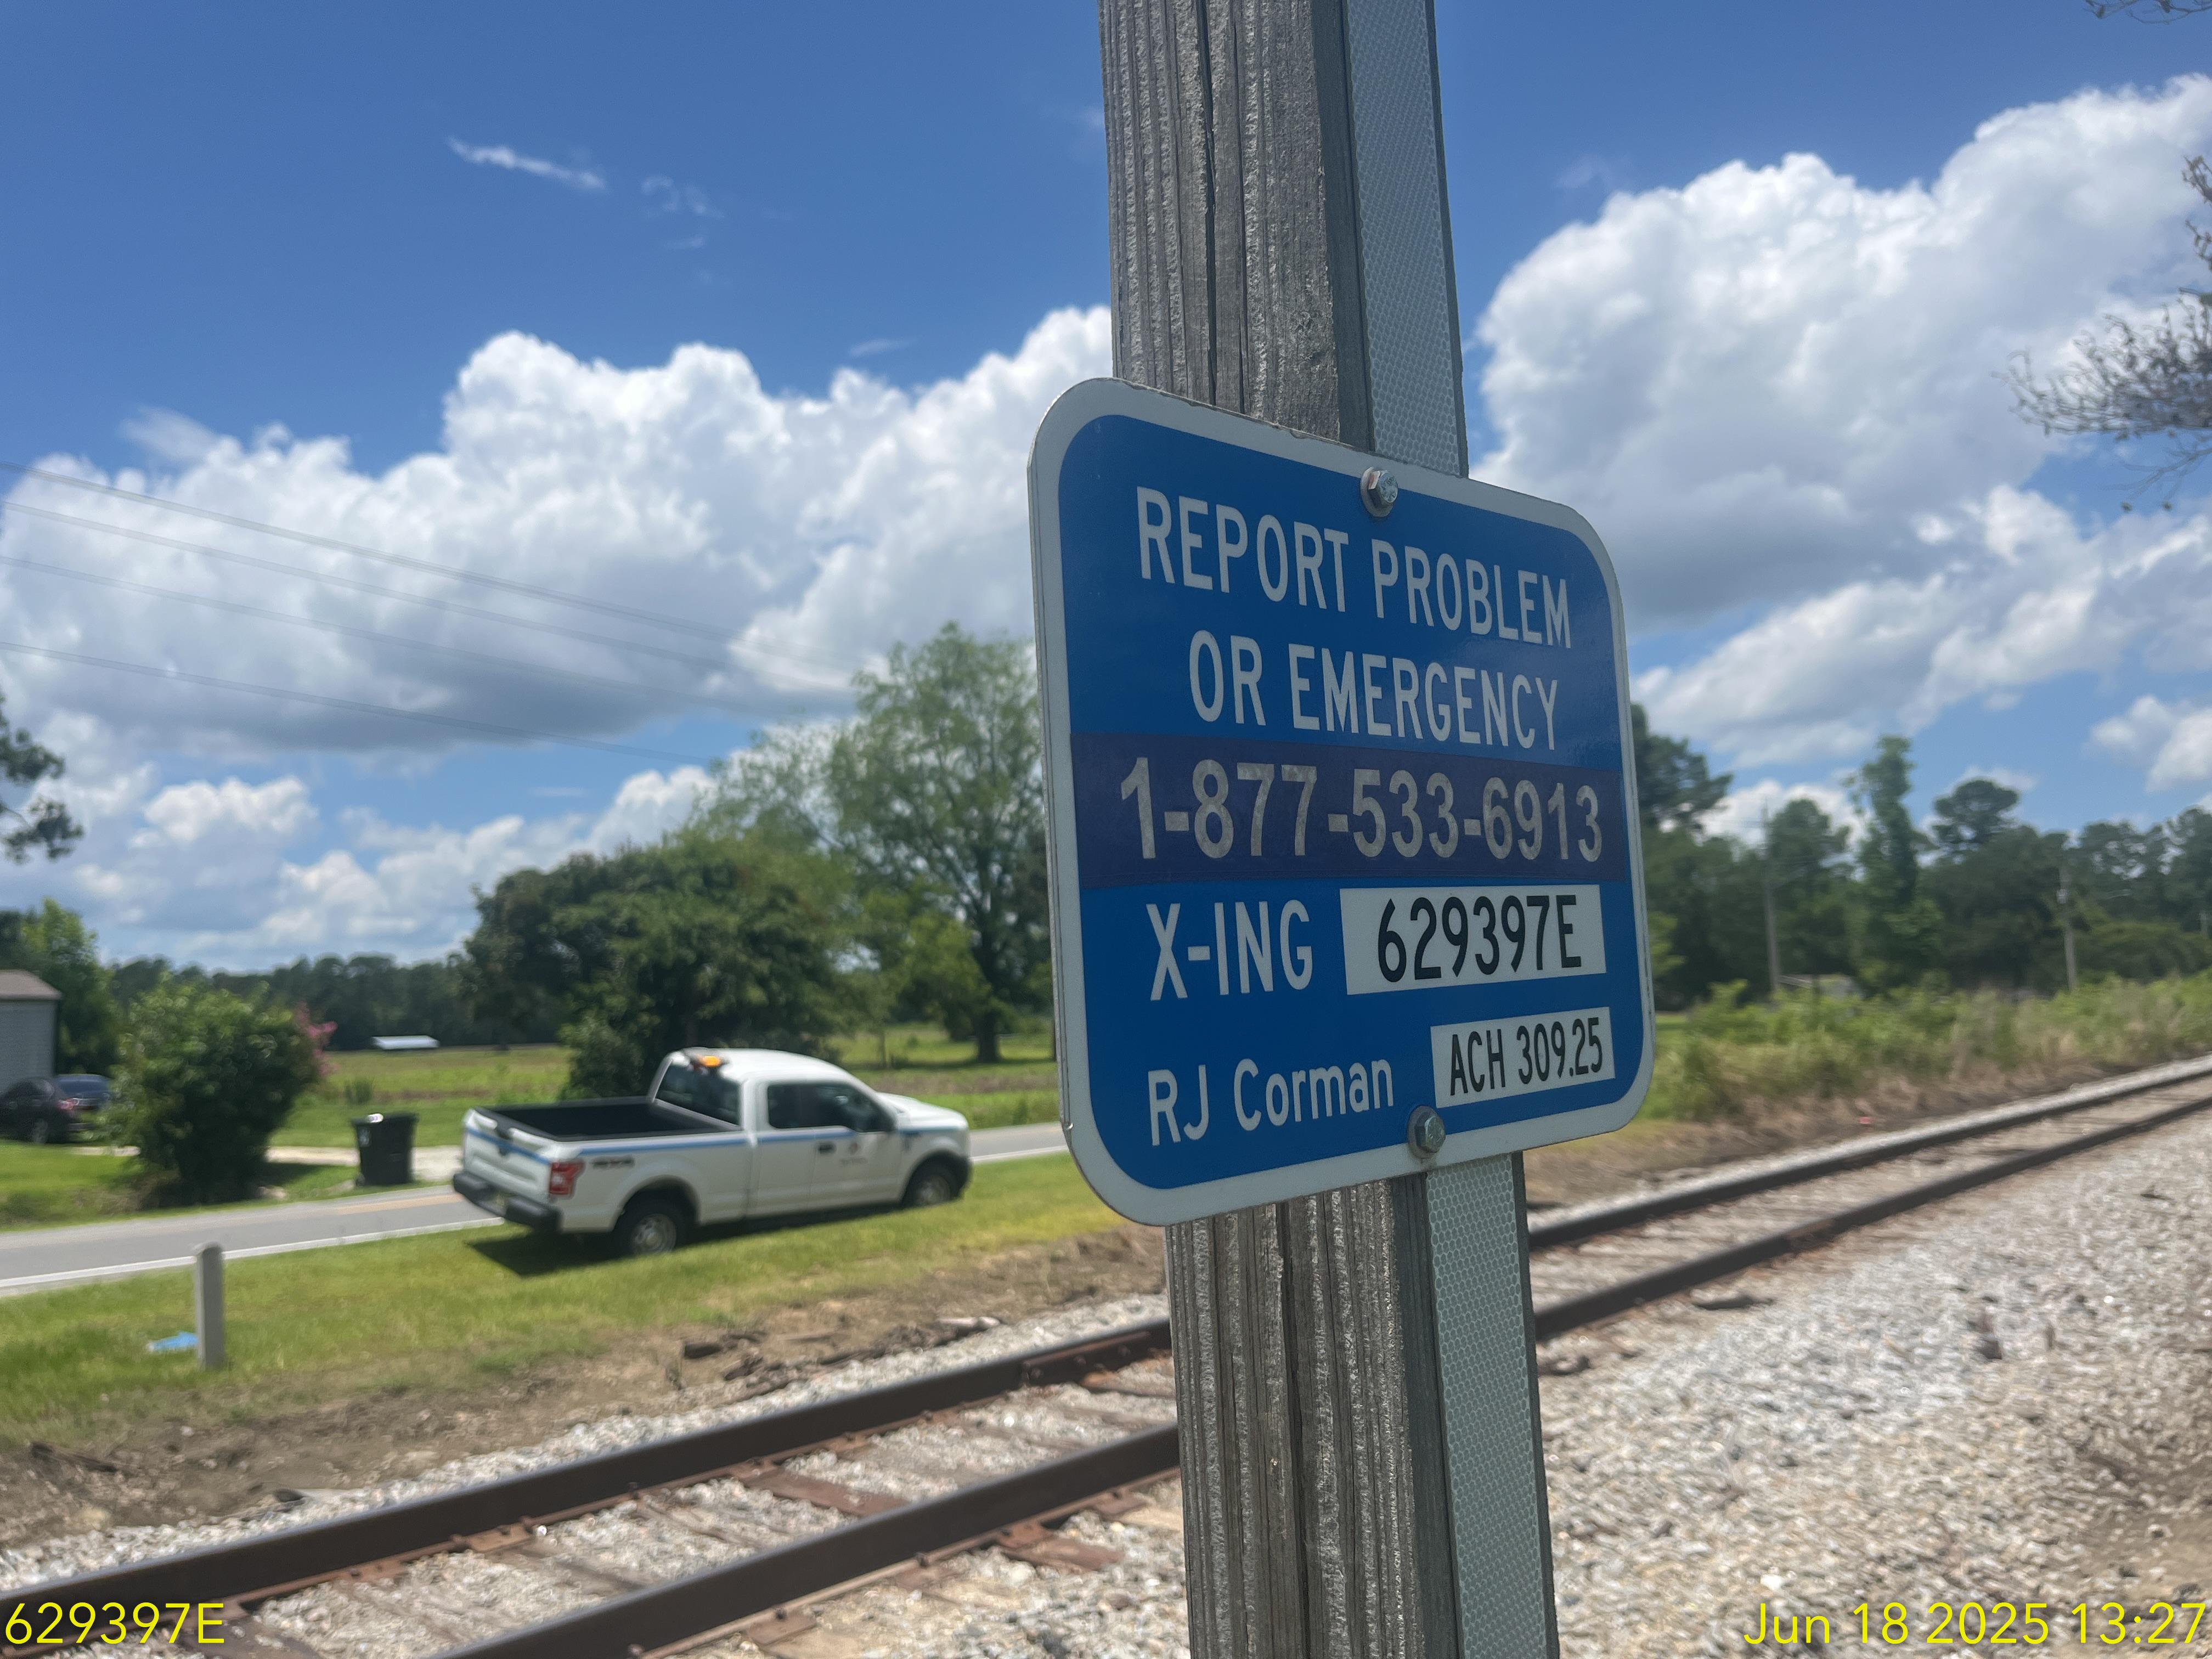 REPORT PROBLEM
OR EMERGENCY
1-877-533-6913
X-ING 629397E
RJ Corman ACH 309.25
629397E
Jun 18 2025 13:27